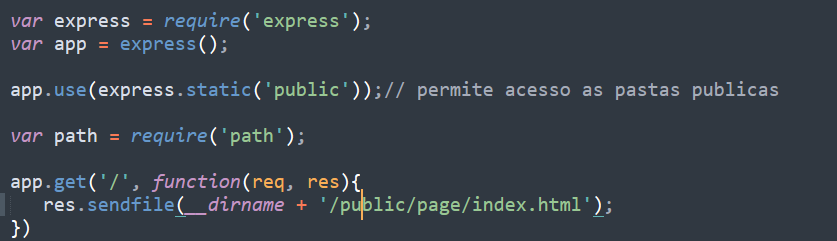 var express = require('express');
var app = express();
app.use(express.static('public'));// permite acesso as pastas publicas
var path = require('path');
app.get('/', function(req, res){
res.sendfile(__dirname + '/public/page/index.html');
})